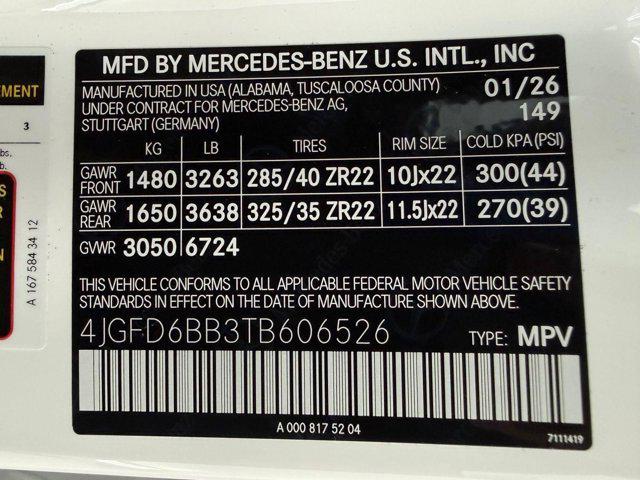 EMENT
3
bs.
S
R
N
A 167 584 34 12
MFD BY MERCEDES-BENZ U.S. INTL., INC
MANUFACTURED IN USA (ALABAMA, TUSCALOOSA COUNTY) 01/26
UNDER CONTRACT FOR MERCEDES-BENZ AG, 149
STUTTGART (GERMANY)
KG LB TIRES RIM SIZE COLD KPA(PSI)
GAWR FRONT 1480 3263 285/40 ZR22 10Jx22 300(44)
GAWR REAR 1650 3638 325/35 ZR22 11.5Jx22 270(39)
GVWR 3050 6724
THIS VEHICLE CONFORMS TO ALL APPLICABLE FEDERAL MOTOR VEHICLE SAFETY
STANDARDS IN EFFECT ON THE DATE OF MANUFACTURE SHOWN ABOVE.
4JGFD6BB3TB606526 TYPE: MPV
A 000 817 52 04
7111419